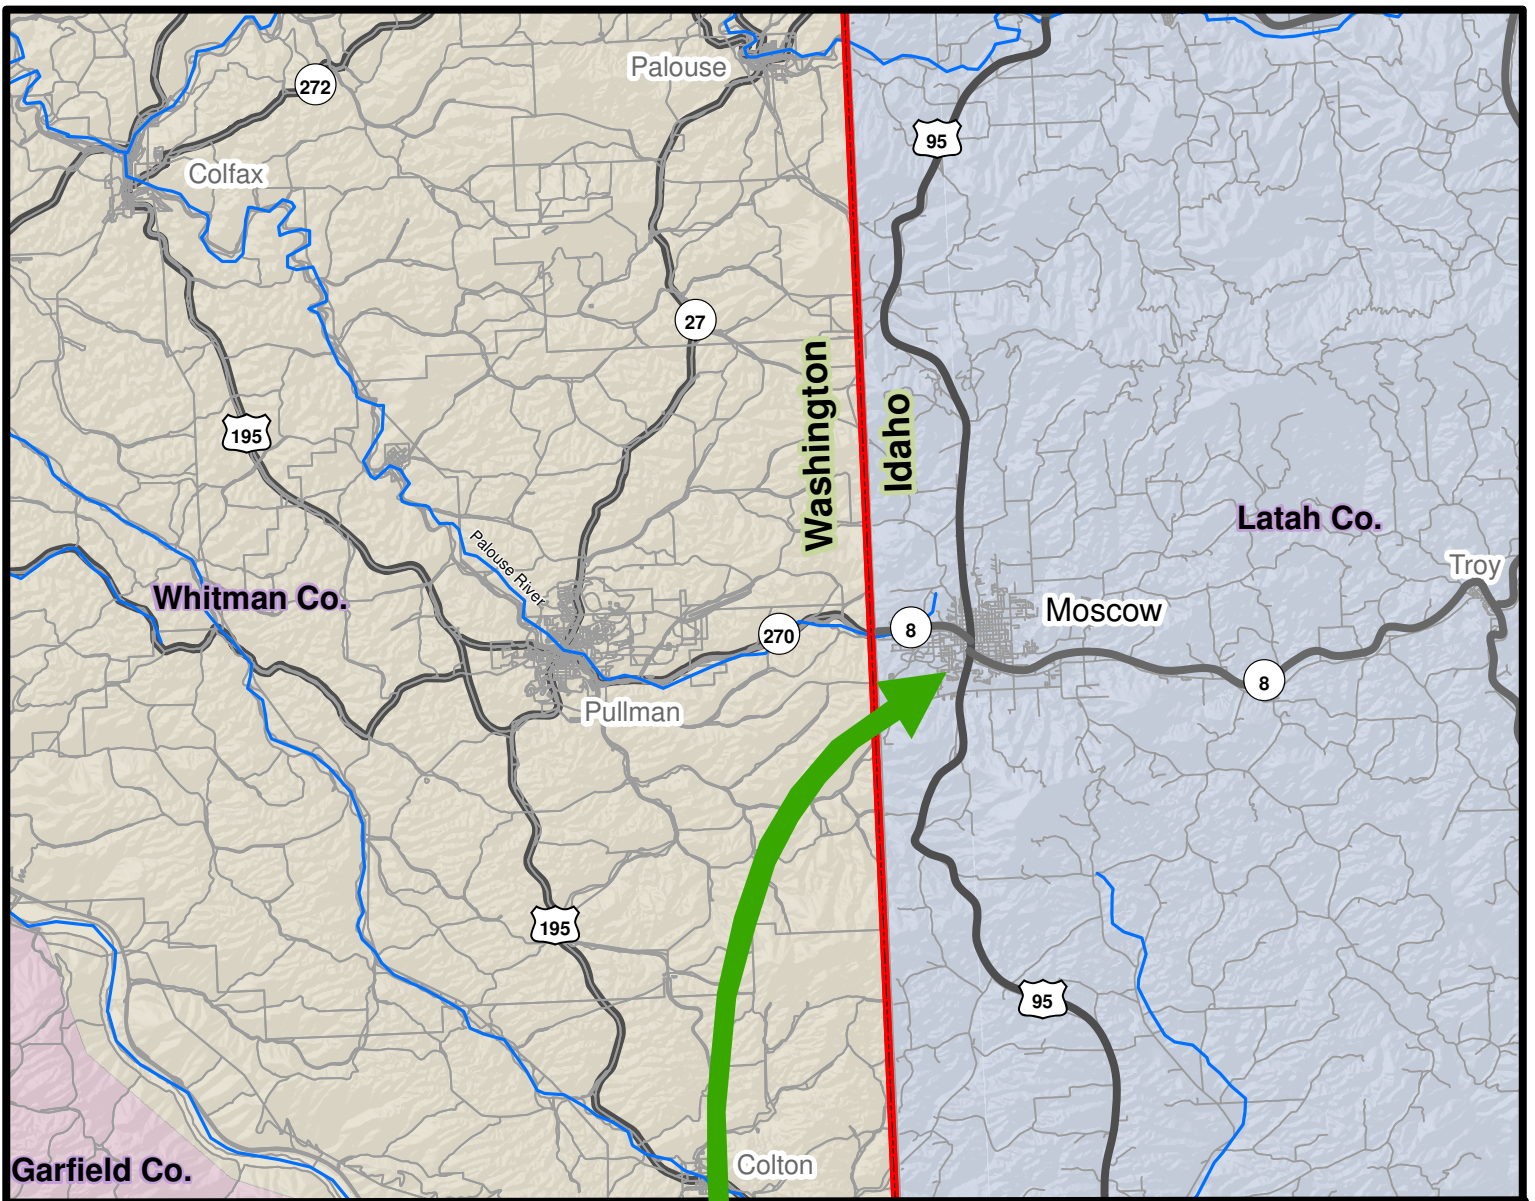 Palouse
272
95
Colfax
27
Washington
Idaho
195
Latah Co.
Palouse River
Troy
Whitman Co.
Moscow
270
8
8
Pullman
195
95
Colton
Garfield Co.